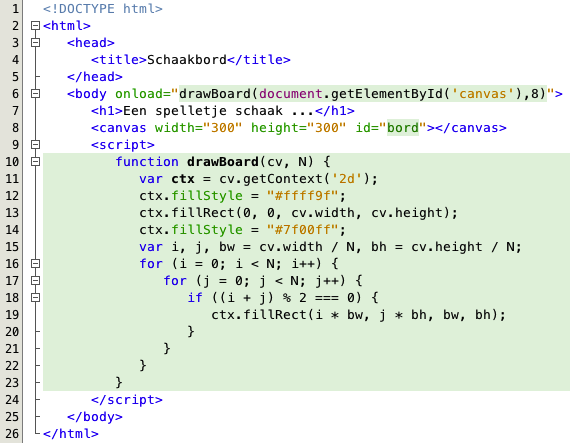 1 <!DOCTYPE html>
2 <html>
3 <head>
4 <title>Schaakbord</title>
5 </head>
6 <body onload="drawBoard(document.getElementById('canvas'),8)">
7 <h1>Een spelletje schaak ...</h1>
8 <canvas width="300" height="300" id="bord"></canvas>
9 <script>
10 function drawBoard(cv, N) {
11 var ctx = cv.getContext('2d');
12 ctx.fillStyle = "#ffff9f";
13 ctx.fillRect(0, 0, cv.width, cv.height);
14 ctx.fillStyle = "#7f00ff";
15 var i, j, bw = cv.width / N, bh = cv.height / N;
16 for (i = 0; i < N; i++) {
17 for (j = 0; j < N; j++) {
18 if ((i + j) % 2 === 0) {
19 ctx.fillRect(i * bw, j * bh, bw, bh);
20 }
21 }
22 }
23 }
24 </script>
25 </body>
26 </html>